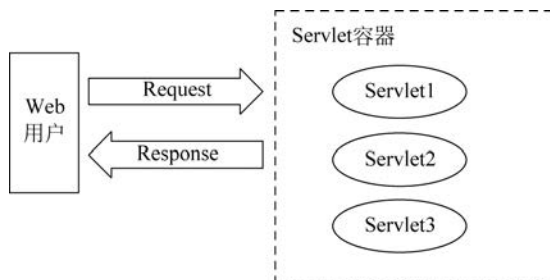 Servlet容器
Web
用户
Request
Response
Servlet1
Servlet2
Servlet3